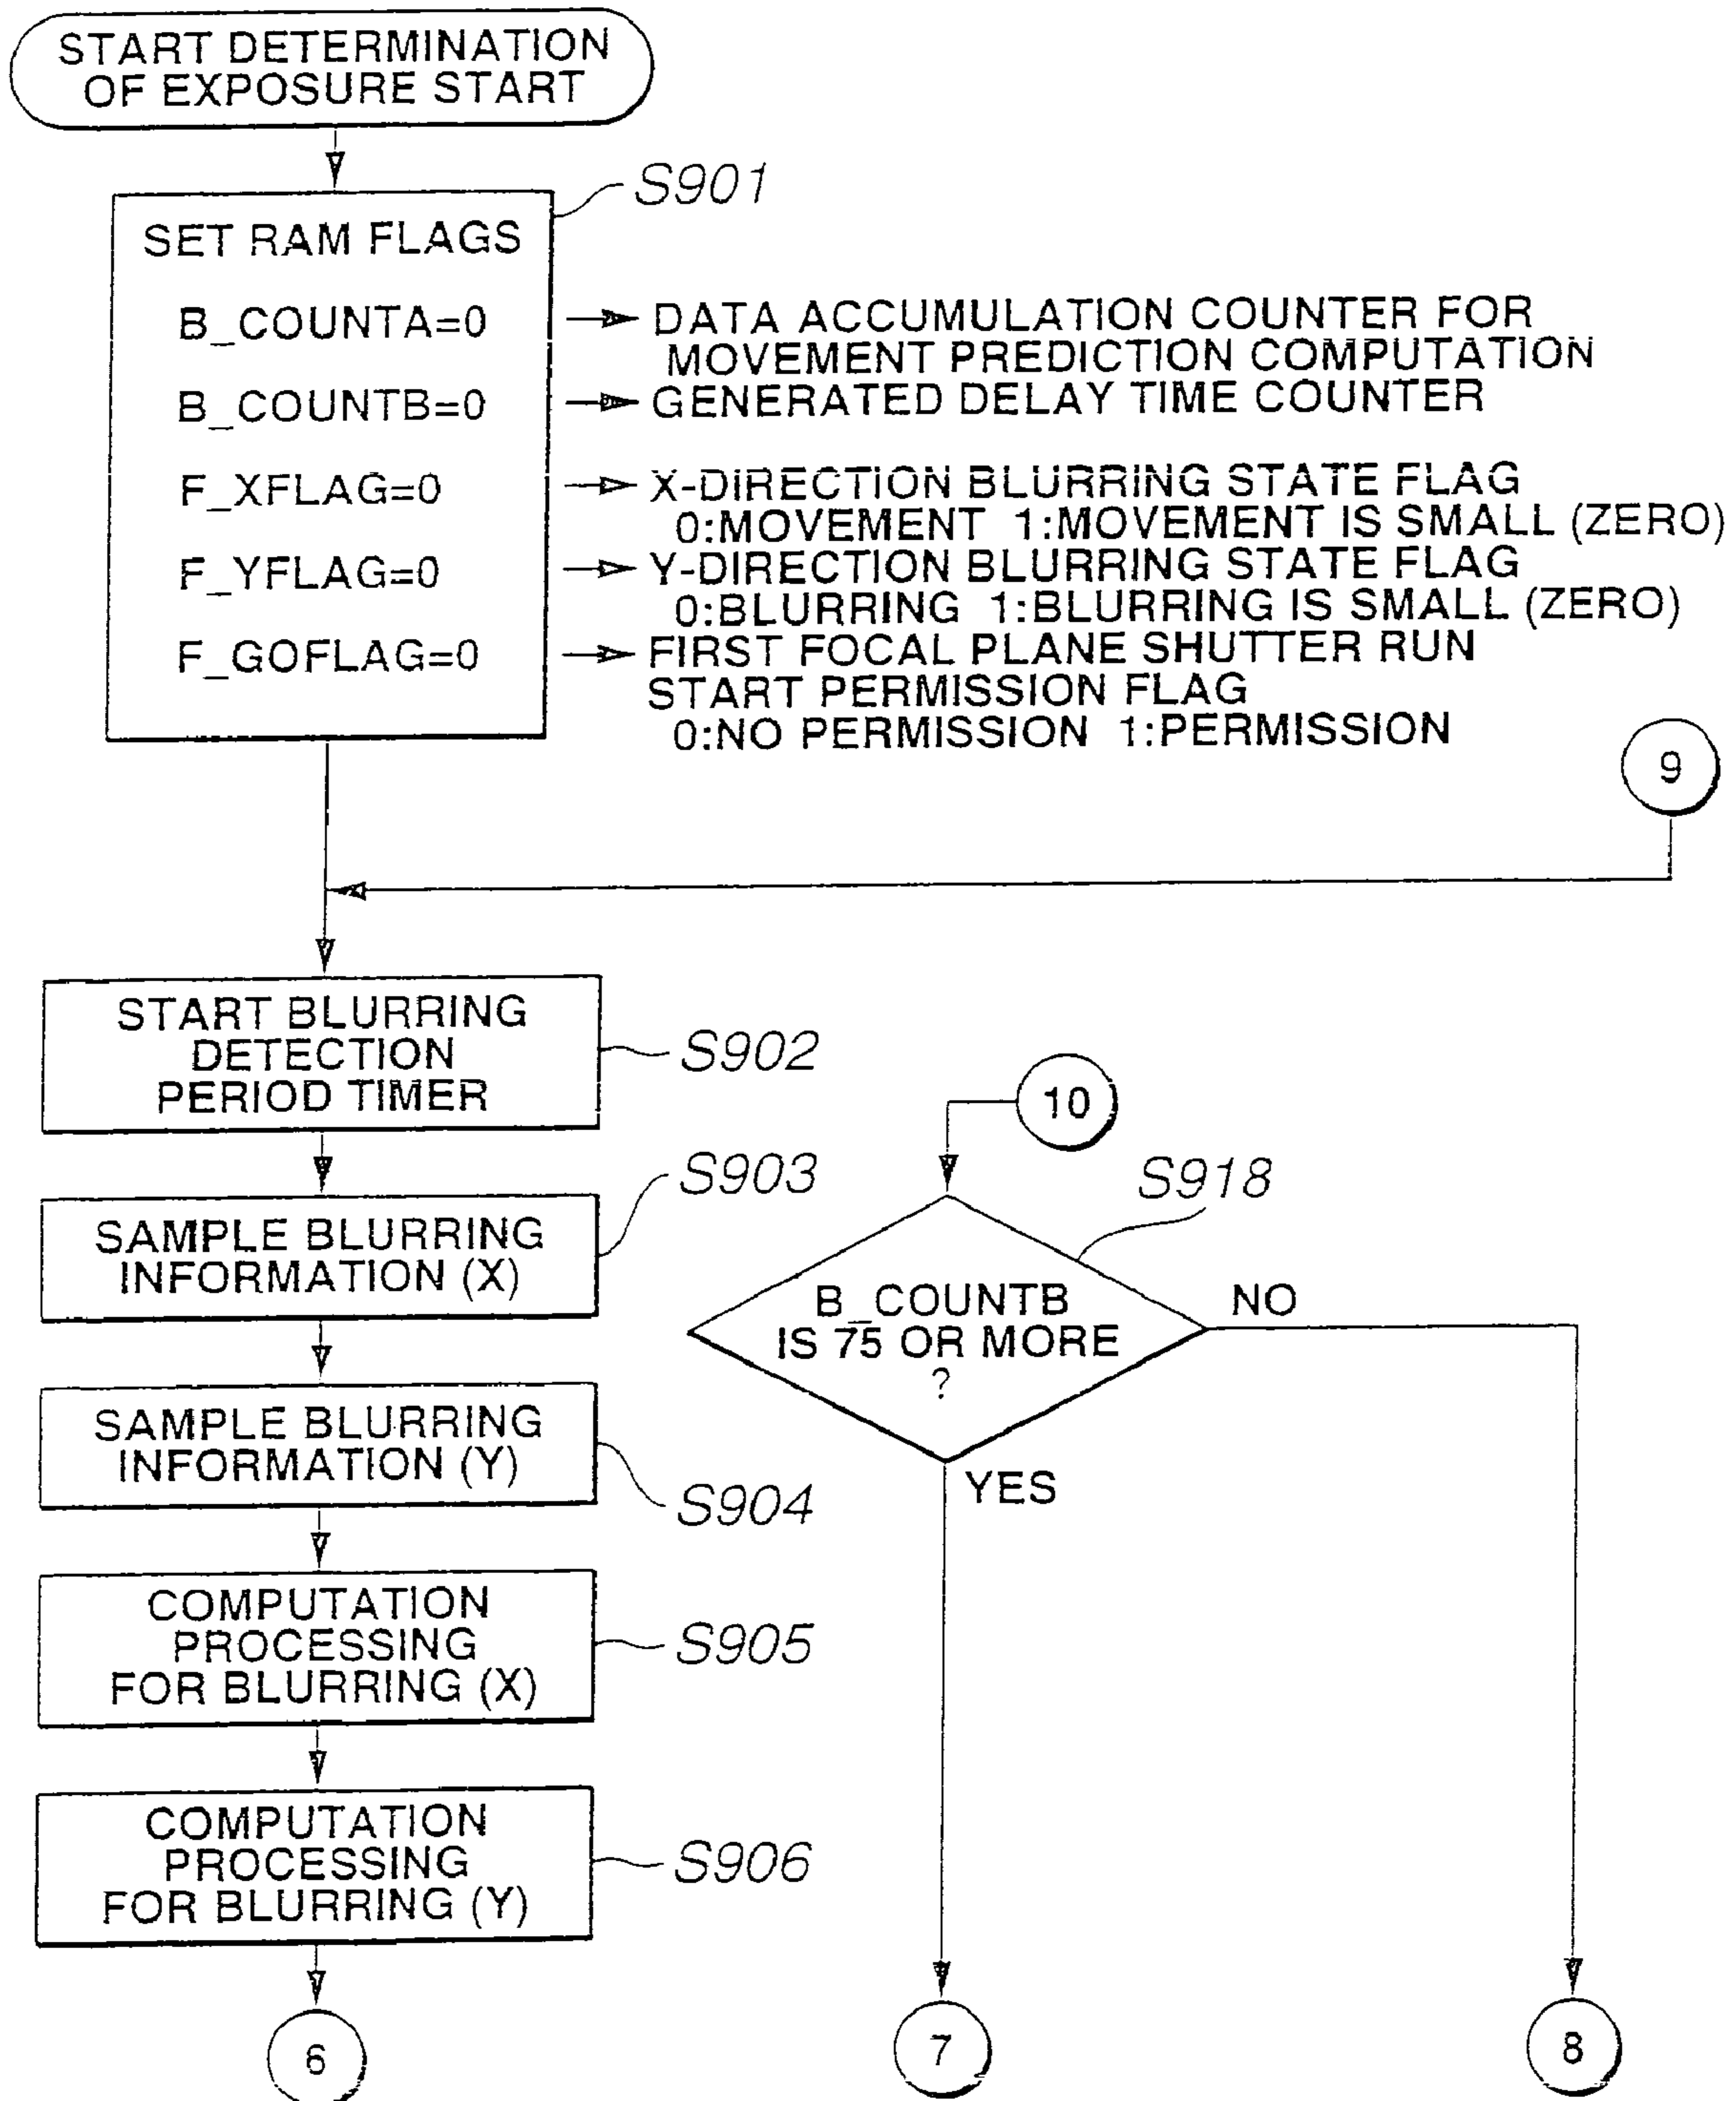 START DETERMINATION
OF EXPOSURE START
S901
SET RAM FLAGS
B_COUNTA=0
DATA ACCUMULATION COUNTER FOR
MOVEMENT PREDICTION COMPUTATION
B_COUNTB=0
GENERATED DELAY TIME COUNTER
F_XFLAG=0
X-DIRECTION BLURRING STATE FLAG
0:MOVEMENT 1:MOVEMENT IS SMALL (ZERO)
F_YFLAG=0
Y-DIRECTION BLURRING STATE FLAG
0:BLURRING 1:BLURRING IS SMALL (ZERO)
F_GOFLAG=0
FIRST FOCAL PLANE SHUTTER RUN
START PERMISSION FLAG
0:NO PERMISSION 1:PERMISSION
9
START BLURRING
DETECTION
PERIOD TIMER
S902
SAMPLE BLURRING
INFORMATION (X)
S903
SAMPLE BLURRING
INFORMATION (Y)
S904
COMPUTATION
PROCESSING
FOR BLURRING (X)
S905
COMPUTATION
PROCESSING
FOR BLURRING (Y)
S906
6
10
S918
B_COUNTB
IS 75 OR MORE
?
NO
YES
7
8